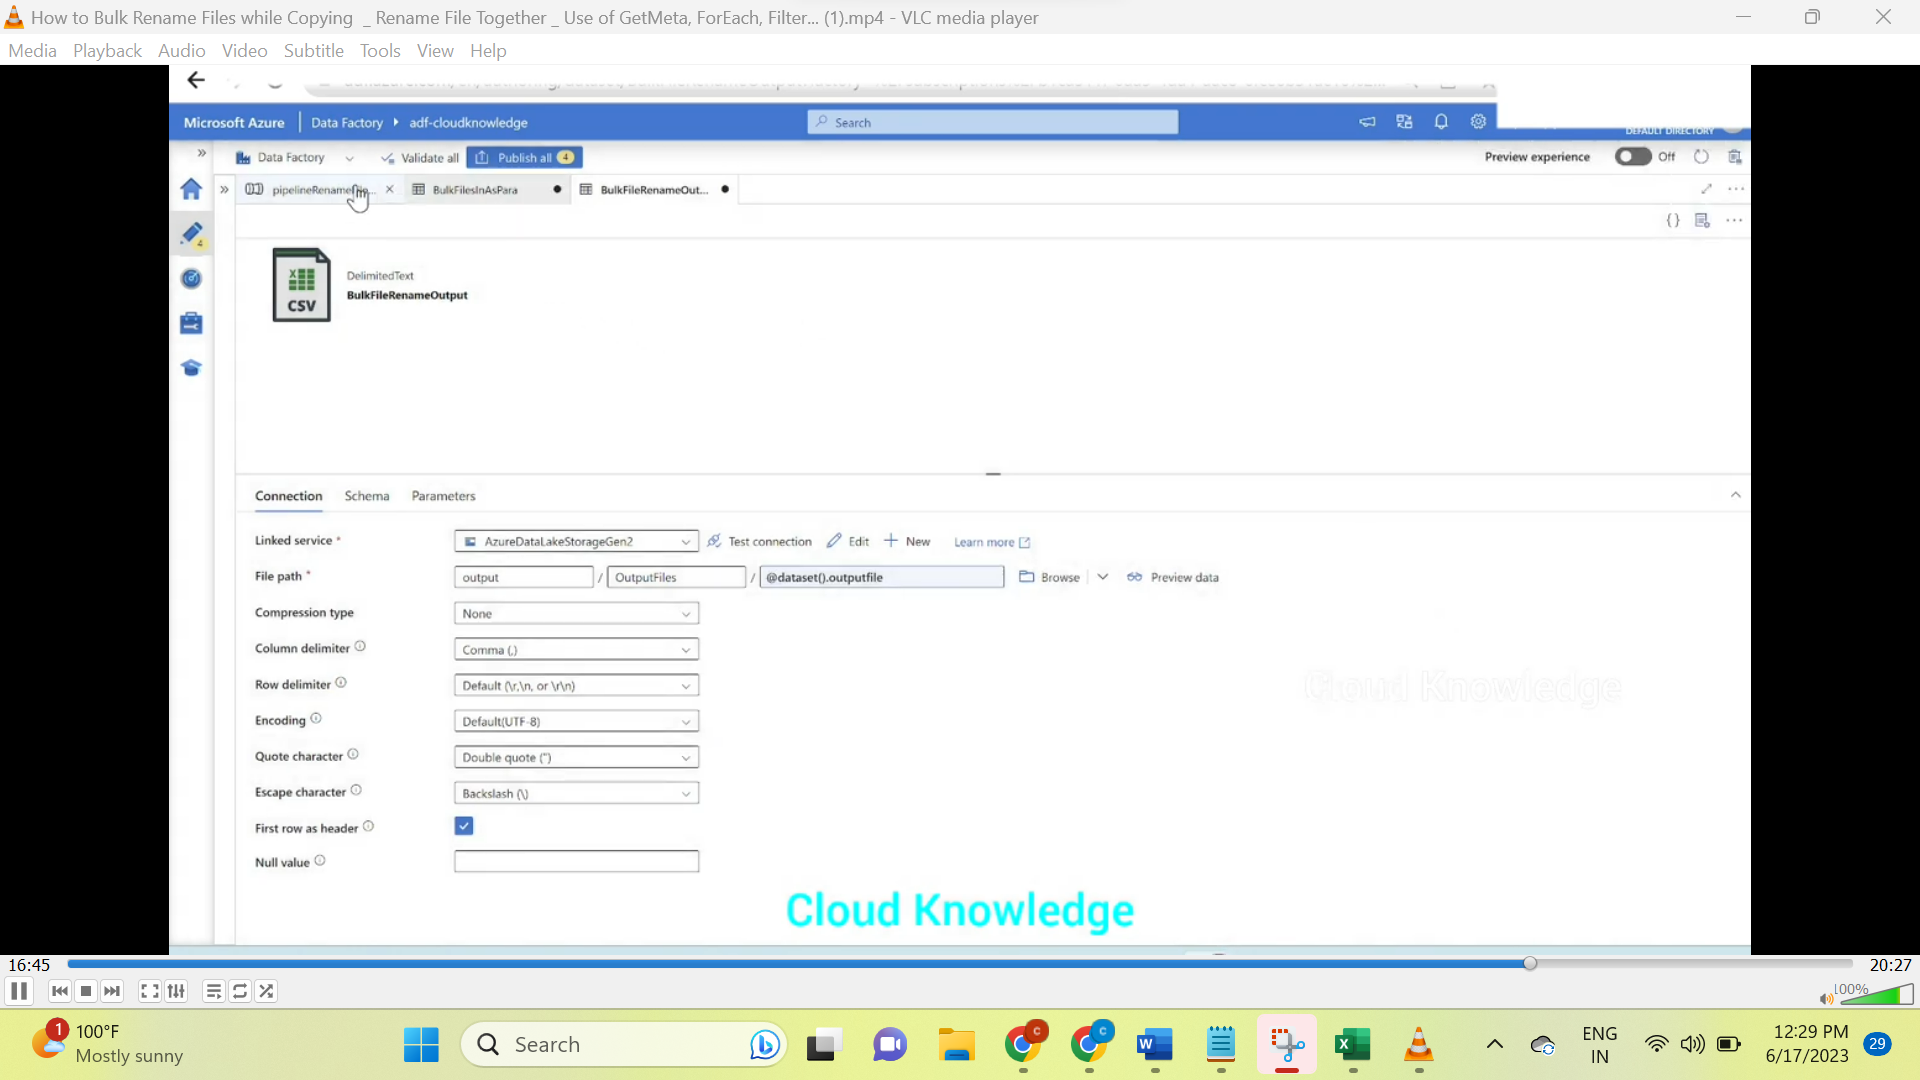 How to Bulk Rename Files while Copying _ Rename File Together _ Use of GetMeta, ForEach, Filter... (1).mp4 - VLC media player
Media Playback Audio Video Subtitle Tools View Help
Microsoft Azure Data Factory adf-cloudknowledge Search
DEFAULT DIRECTORY
Data Factory Validate all Publish all 4 Preview experience Off
BulkFilesInAsPara BulkFileRenameOut...
4
{ }
DelimitedText
BulkFileRenameOutput
CSV
Connection Schema Parameters
Linked service * AzureDataLakeStorageGen2 Test connection Edit New Learn more
File path * output / OutputFiles / @dataset().outputfile Browse Preview data
Compression type None
Column delimiter Comma (,)
Cloud Knowledge
Row delimiter Default (\r,\n, or \r\n)
Encoding Default(UTF-8)
Quote character Double quote (")
Escape character Backslash (\)
First row as header
Null value
Cloud Knowledge
16:45 20:27
100%
1 100°F
Mostly sunny
Search
ENG
IN
12:29 PM
6/17/2023
29